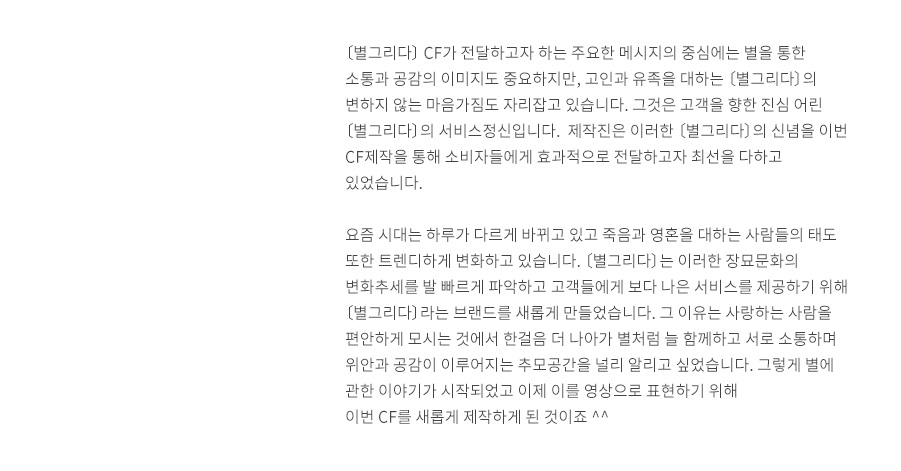 〔별그리다〕 CF가 전달하고자 하는 주요한 메시지의 중심에는 별을 통한
소통과 공감의 이미지도 중요하지만, 고인과 유족을 대하는 〔별그리다〕의
변하지 않는 마음가짐도 자리잡고 있습니다. 그것은 고객을 향한 진심 어린
〔별그리다〕의 서비스정신입니다.  제작진은 이러한 〔별그리다〕의 신념을 이번
CF제작을 통해 소비자들에게 효과적으로 전달하고자 최선을 다하고
있었습니다.

요즘 시대는 하루가 다르게 바뀌고 있고 죽음과 영혼을 대하는 사람들의 태도
또한 트렌디하게 변화하고 있습니다. 〔별그리다〕는 이러한 장묘문화의
변화추세를 발 빠르게 파악하고 고객들에게 보다 나은 서비스를 제공하기 위해
〔별그리다〕라는 브랜드를 새롭게 만들었습니다. 그 이유는 사랑하는 사람을
편안하게 모시는 것에서 한걸음 더 나아가 별처럼 늘 함께하고 서로 소통하며
위안과 공감이 이루어지는 추모공간을 널리 알리고 싶었습니다. 그렇게 별에
관한 이야기가 시작되었고 이제 이를 영상으로 표현하기 위해
이번 CF를 새롭게 제작하게 된 것이죠 ^^